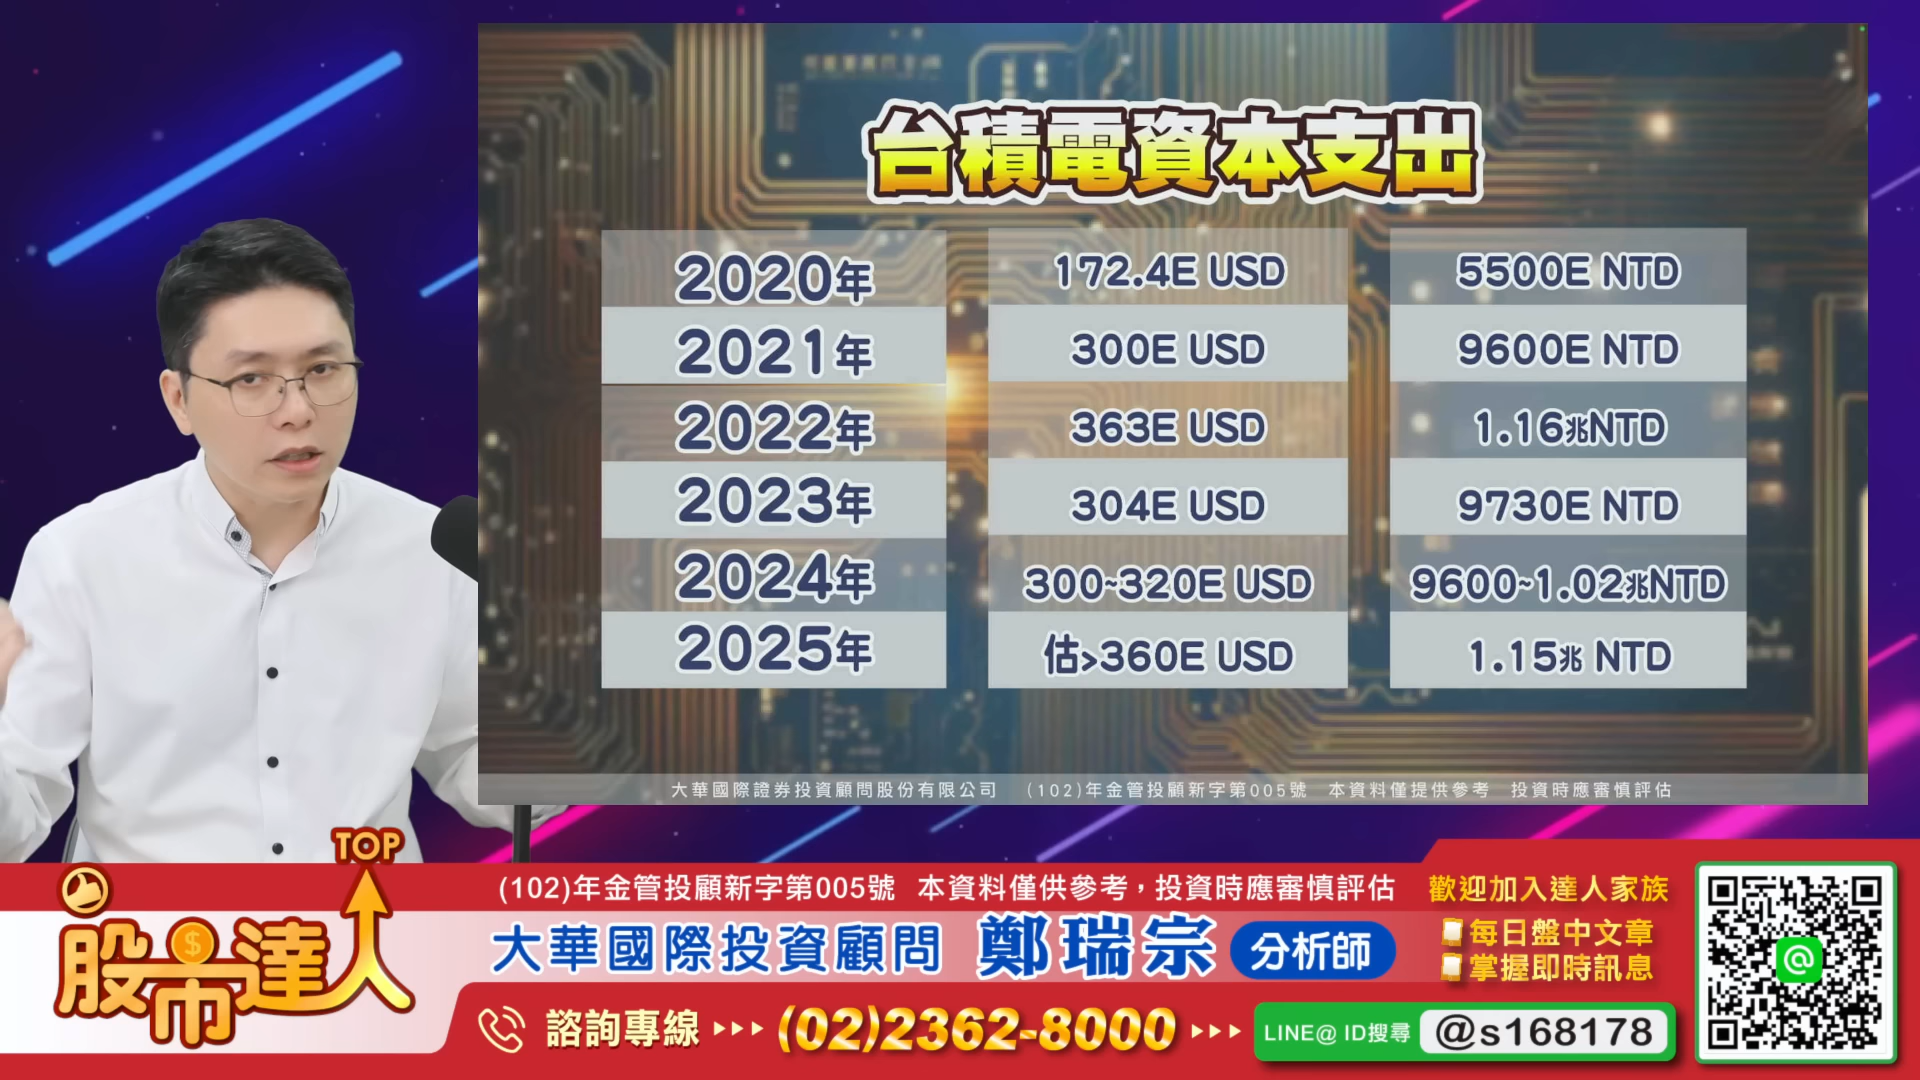 台積電資本支出
2020年 172.4E USD 5500E NTD
2021年 300E USD 9600E NTD
2022年 363E USD 1.16兆NTD
2023年 304E USD 9730E NTD
2024年 300~320E USD 9600~1.02兆NTD
2025年 估>360E USD 1.15兆 NTD
大華國際證券投資顧問股份有限公司 (102)年金管投顧新字第005號 本資料僅提供參考 投資時應審慎評估
TOP
股市達人
(102)年金管投顧新字第005號 本資料僅供參考,投資時應審慎評估
大華國際投資顧問 鄭瑞宗 分析師
歡迎加入達人家族
每日盤中文章
掌握即時訊息
諮詢專線 (02)2362-8000
LINE@ ID搜尋 @s168178